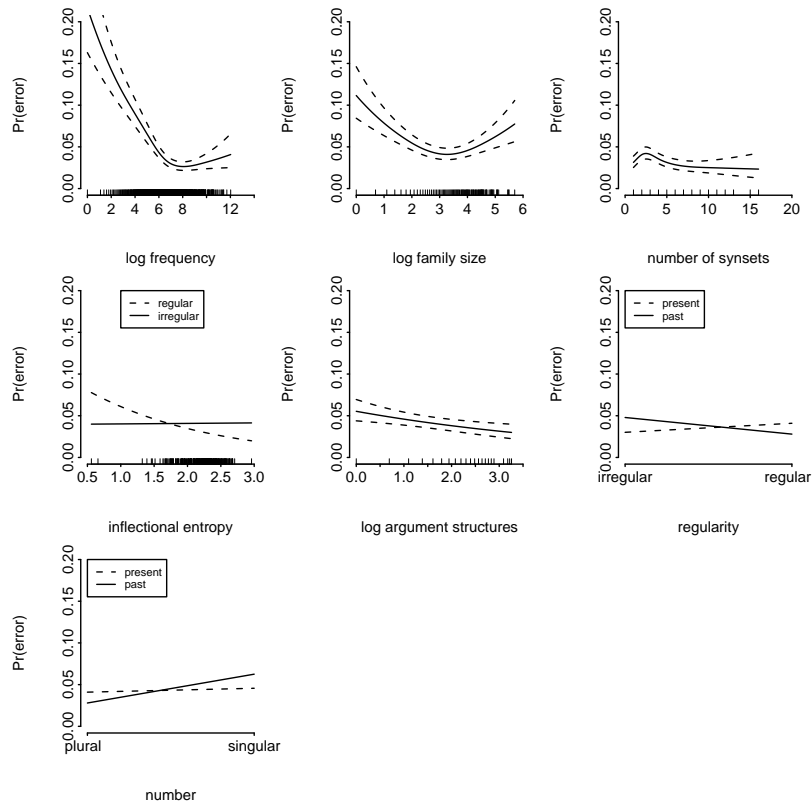 0.00 0.05 0.10 0.15 0.20
Pr(error)
0 2 4 6 8 12
log frequency
0.00 0.05 0.10 0.15 0.20
Pr(error)
0 1 2 3 4 5 6
log family size
0.00 0.05 0.10 0.15 0.20
Pr(error)
0 5 10 15 20
number of synsets
0.00 0.05 0.10 0.15 0.20
Pr(error)
regular
irregular
0.5 1.0 1.5 2.0 2.5 3.0
inflectional entropy
0.00 0.05 0.10 0.15 0.20
Pr(error)
0.0 1.0 2.0 3.0
log argument structures
0.00 0.05 0.10 0.15 0.20
Pr(error)
present
past
irregular regular
regularity
0.00 0.05 0.10 0.15 0.20
Pr(error)
present
past
plural singular
number